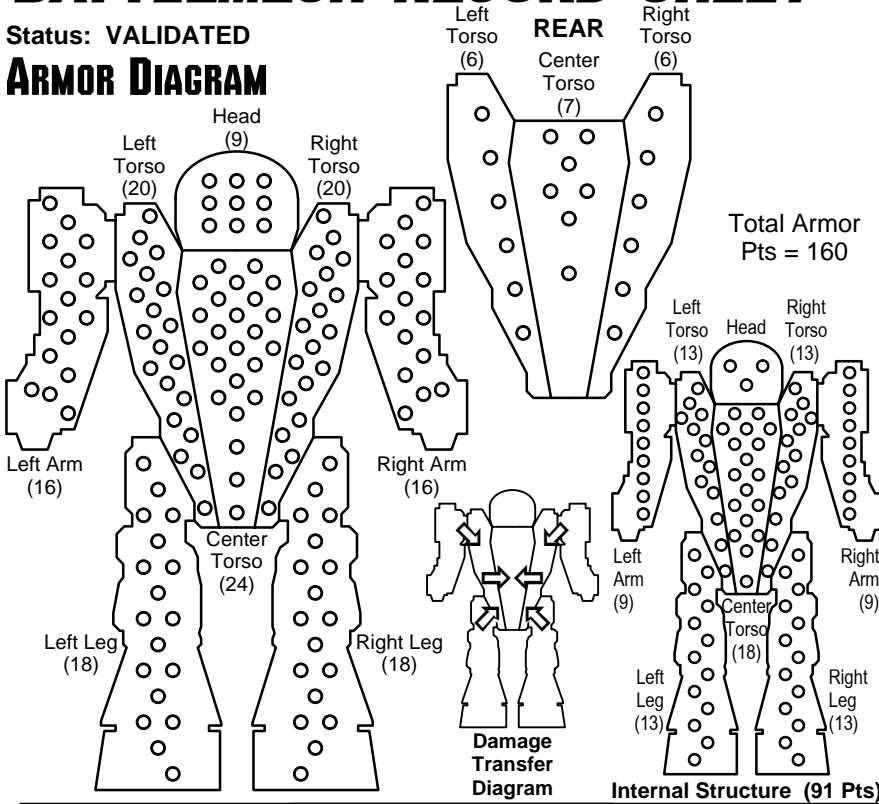 Status: VALIDATED
ARMOR DIAGRAM
Head
(9)
Left
Torso
(20)
Right
Torso
(20)
Left Arm
(16)
Right Arm
(16)
Center
Torso
(24)
Left Leg
(18)
Right Leg
(18)
Left
Torso
(6)
REAR
Center
Torso
(7)
Right
Torso
(6)
Total Armor
Pts = 160
Left
Torso
(13)
Head
Right
Torso
(13)
Left
Arm
(9)
Right
Arm
(9)
Center
Torso
(18)
Left
Leg
(13)
Right
Leg
(13)
Damage
Transfer
Diagram
Internal Structure (91 Pts)